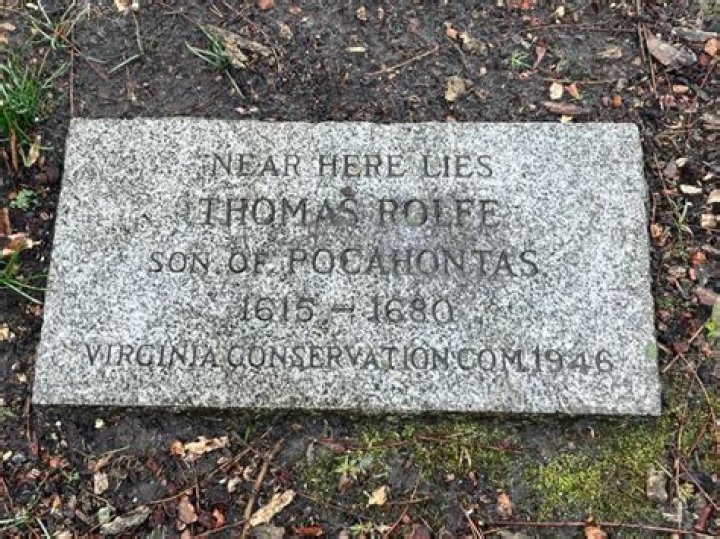 NEAR HERE LIES
THOMAS ROLFE
SON OF POCAHONTAS
1615 - 1680
VIRGINIA CONSERVATION COM. 1946